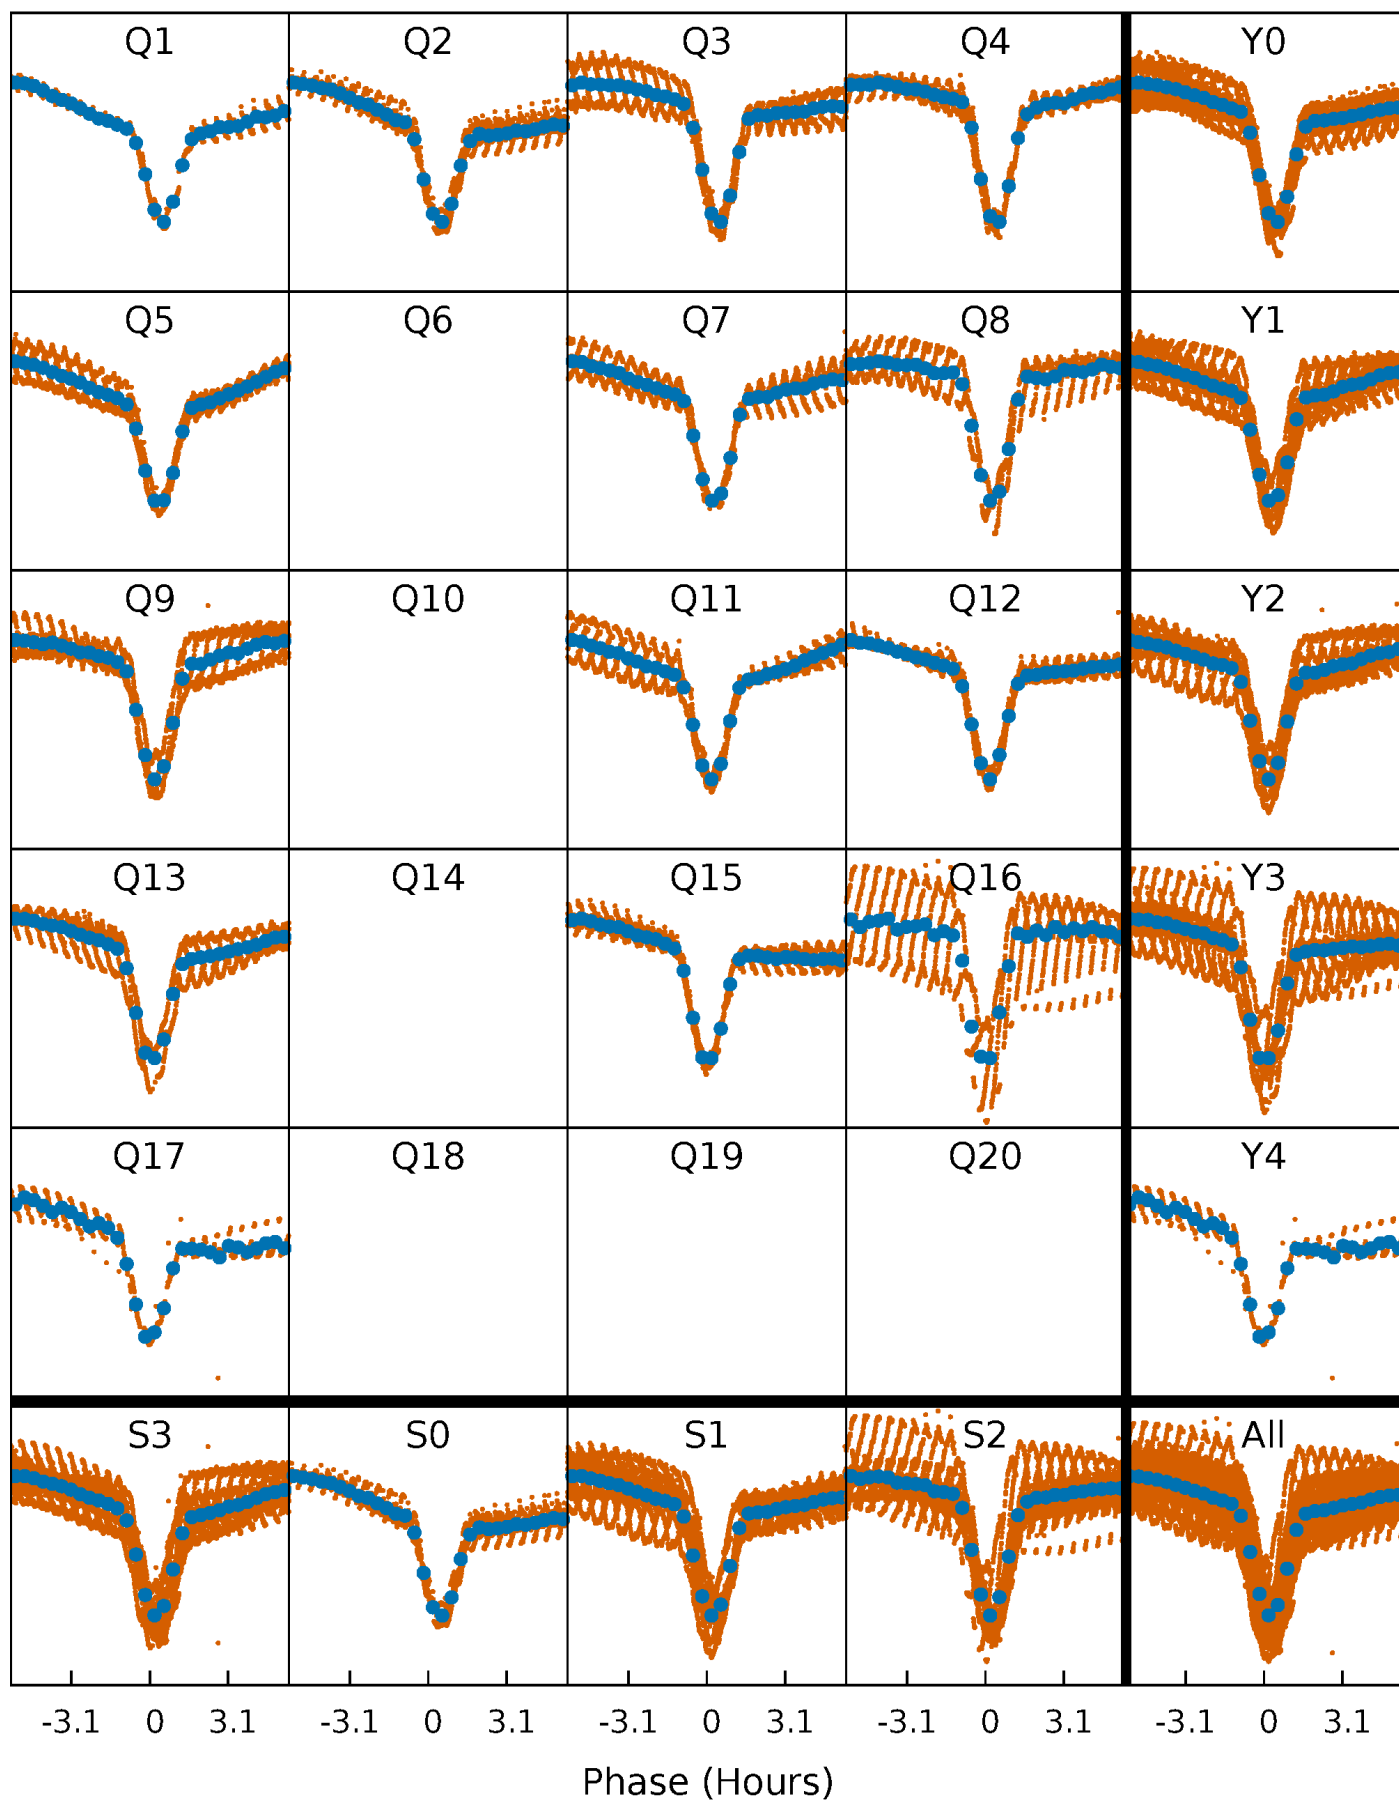 Q1 Q2 Q3 Q4 Y0
Q5 Q6 Q7 Q8 Y1
Q9 Q10 Q11 Q12 Y2
Q13 Q14 Q15 Q16 Y3
Q17 Q18 Q19 Q20 Y4
S3 S0 S1 S2 All
-3.1 0 3.1 -3.1 0 3.1 -3.1 0 3.1 -3.1 0 3.1 -3.1 0 3.1
Phase (Hours)